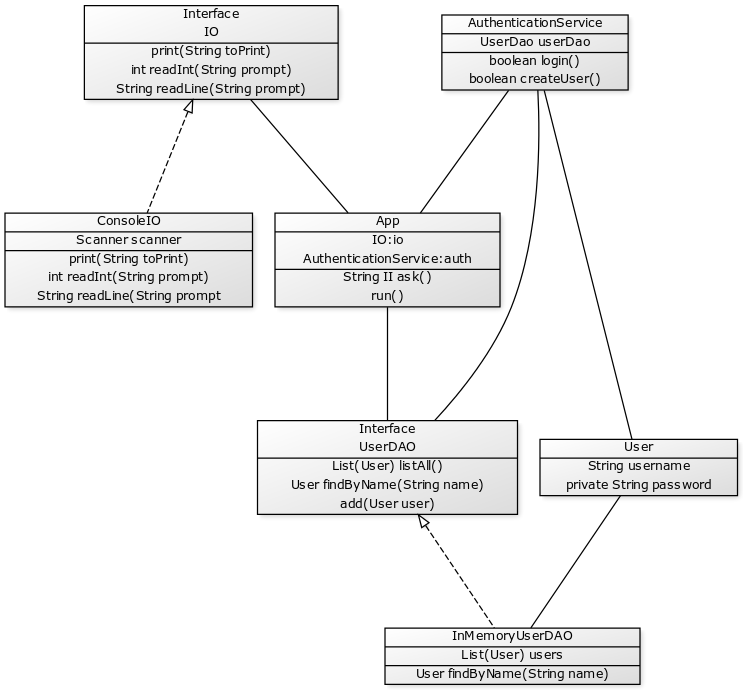 Interface
IO
print(String toPrint)
int readInt(String prompt)
String readLine(String prompt)
AuthenticationService
UserDao userDao
boolean login()
boolean createUser()
ConsoleIO
Scanner scanner
print(String toPrint)
int readInt(String prompt)
String readLine(String prompt
App
IO:io
AuthenticationService:auth
String II ask()
run()
Interface
UserDAO
List(User) listAll()
User findByName(String name)
add(User user)
User
String username
private String password
InMemoryUserDAO
List(User) users
User findByName(String name)